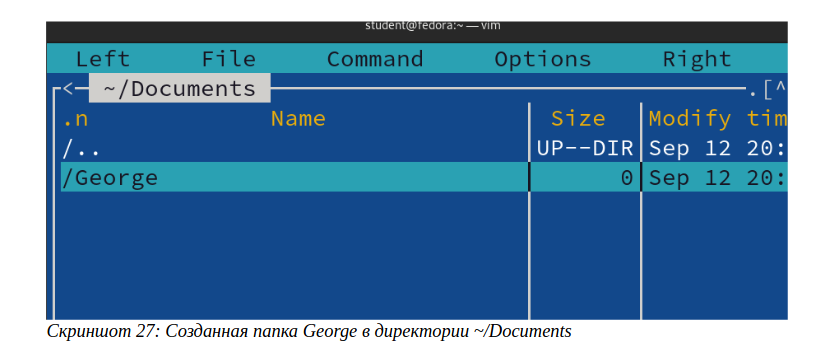 student@fedora:~ — vim
Left File Command Options Right
<─ ~/Documents ─.[^
.n Name Size Modify tim
/.. UP--DIR Sep 12 20:
/George 0 Sep 12 20:
Скриншот 27: Созданная папка George в директории ~/Documents